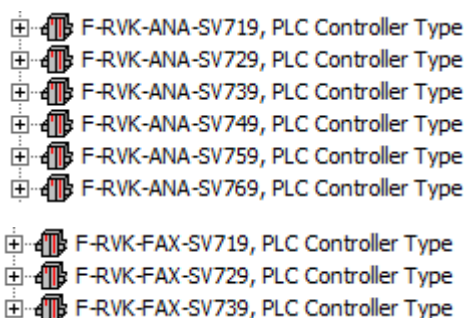 F-RVK-ANA-SV719, PLC Controller Type
F-RVK-ANA-SV729, PLC Controller Type
F-RVK-ANA-SV739, PLC Controller Type
F-RVK-ANA-SV749, PLC Controller Type
F-RVK-ANA-SV759, PLC Controller Type
F-RVK-ANA-SV769, PLC Controller Type
F-RVK-FAX-SV719, PLC Controller Type
F-RVK-FAX-SV729, PLC Controller Type
F-RVK-FAX-SV739, PLC Controller Type